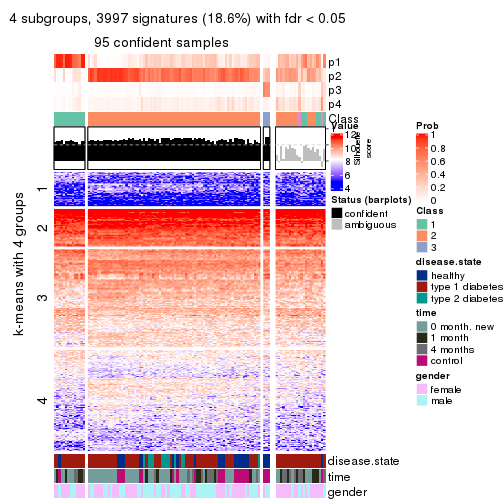 4 subgroups, 3997 signatures (18.6%) with fdr < 0.05
95 confident samples
p1
p2
p3
p4
Class
Silhouette
score
k-means with 4 groups
1
2
3
4
disease.state
time
gender
Value
12
10
8
6
4
Prob
1
0.8
0.6
0.4
0.2
0
Status (barplots)
confident
ambiguous
Class
1
2
3
disease.state
healthy
type 1 diabetes
type 2 diabetes
time
0 month. new
1 month
4 months
control
gender
female
male